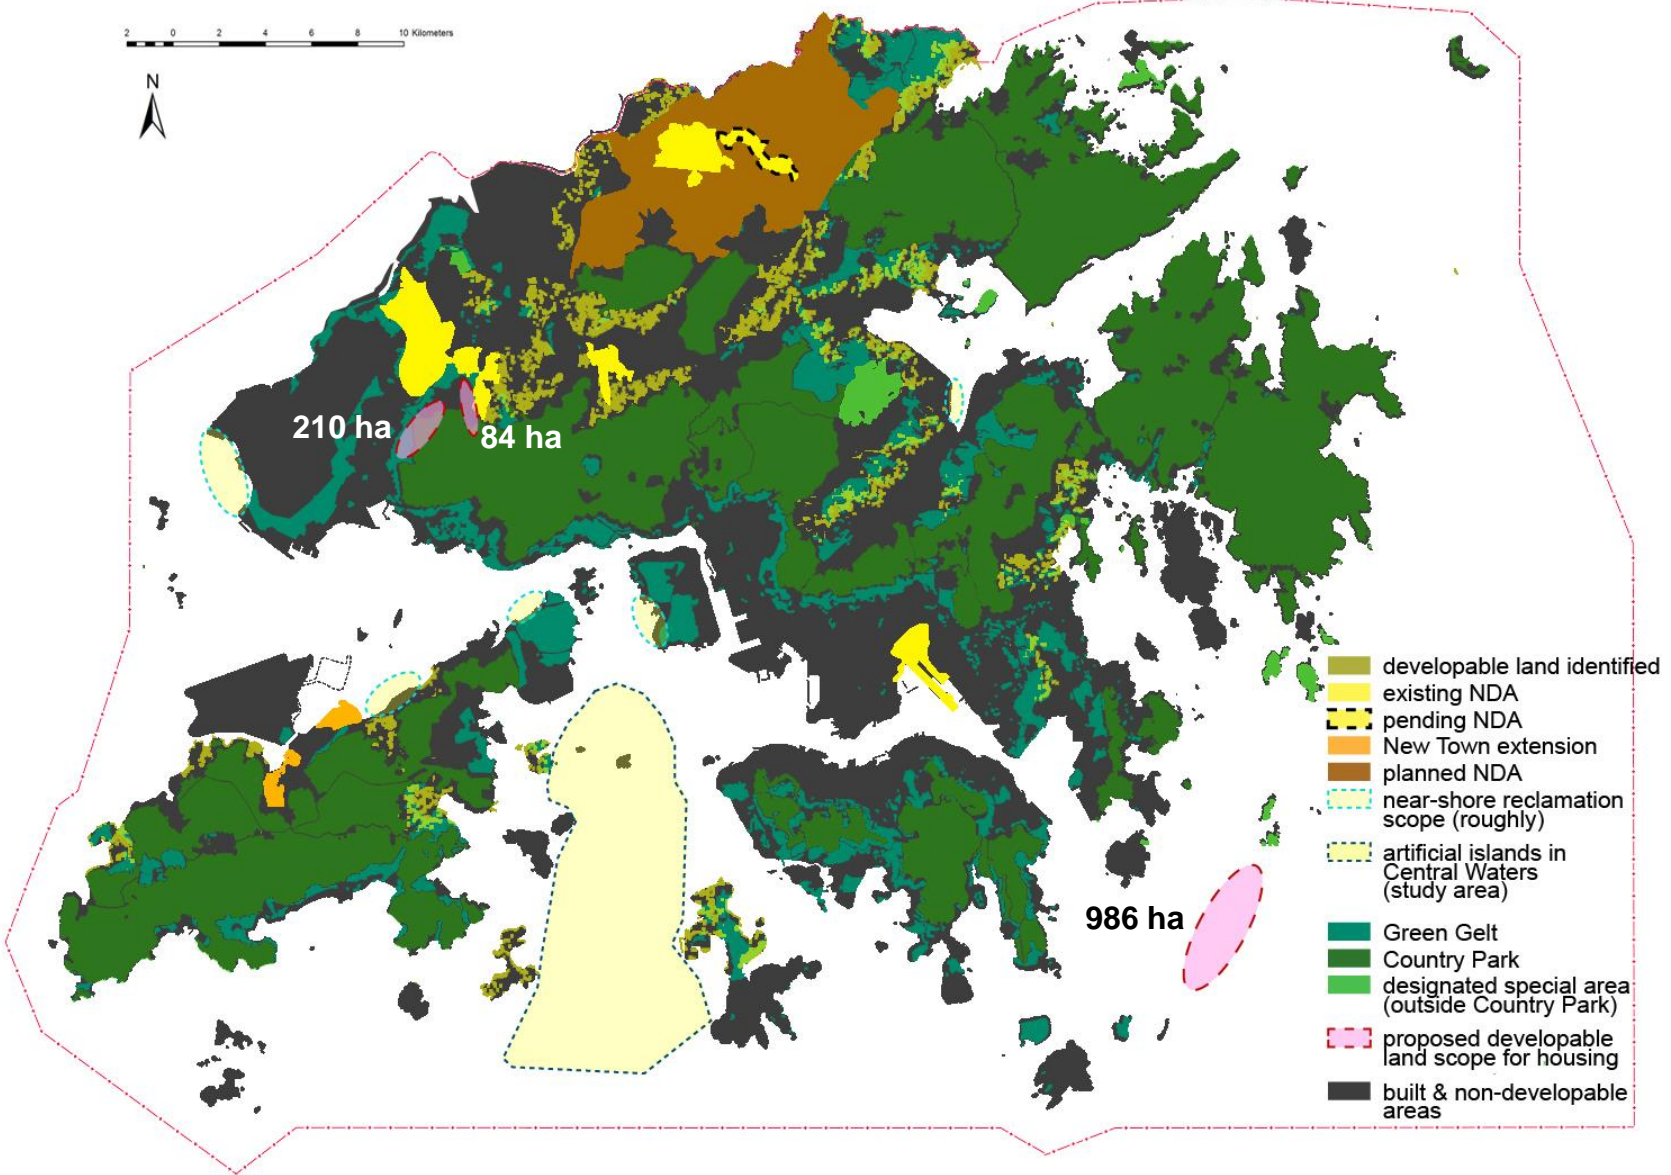 2 0 2 4 6 8 10 Kilometers
N
210 ha
84 ha
986 ha
developable land identified
existing NDA
pending NDA
New Town extension
planned NDA
near-shore reclamation
scope (roughly)
artificial islands in
Central Waters
(study area)
Green Gelt
Country Park
designated special area
(outside Country Park)
proposed developable
land scope for housing
built & non-developable
areas